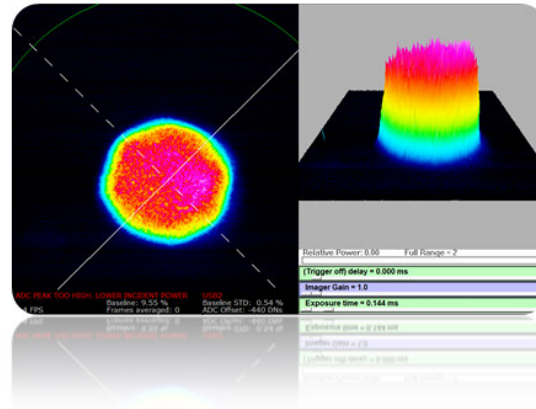 ADC PEAK TOO HIGH. LOWER INCIDENT POWER USB2
Baseline: 9.55 % Baseline STD: 0.54 %
FPS Frames averaged: 0 ADC Offset: -440 DNs
Relative Power: 0.00 Full Range = 2
(Trigger off) delay = 0.000 ms
Imager Gain = 1.0
Exposure time = 0.144 ms